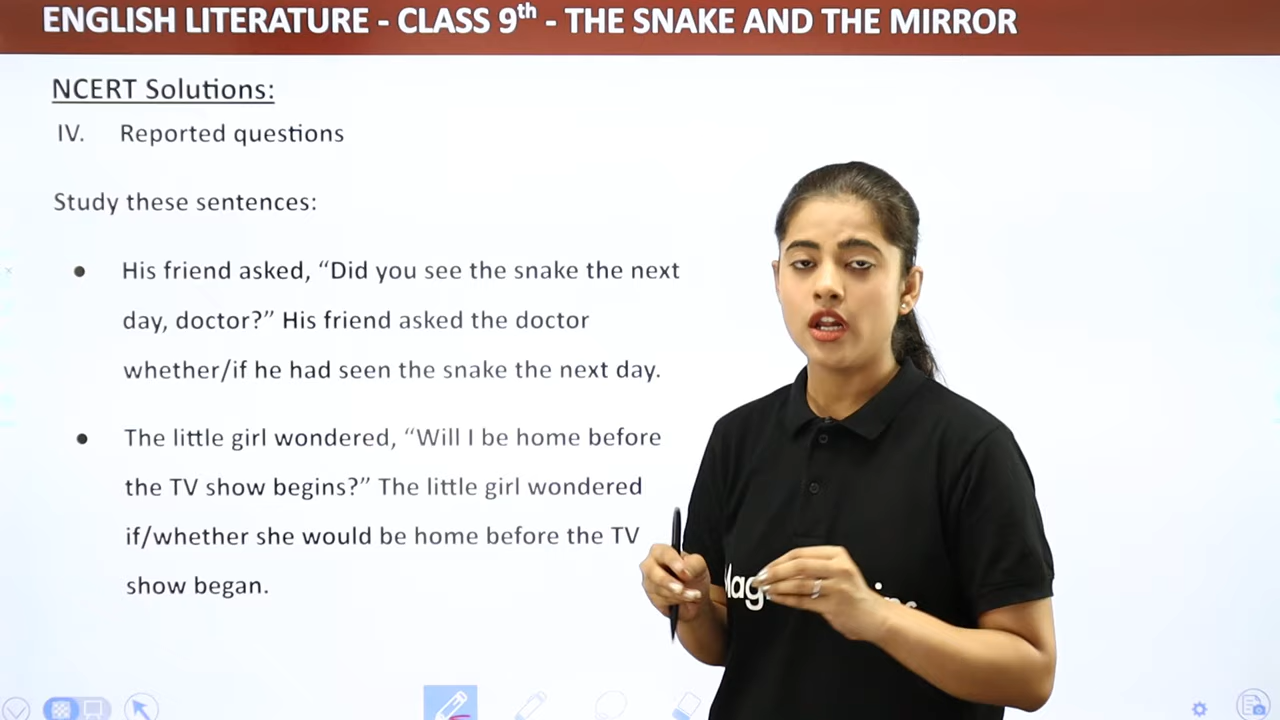 ENGLISH LITERATURE - CLASS 9th - THE SNAKE AND THE MIRROR
NCERT Solutions:
IV. Reported questions
Study these sentences:
● His friend asked, “Did you see the snake the next
day, doctor?” His friend asked the doctor
whether/if he had seen the snake the next day.
● The little girl wondered, “Will I be home before
the TV show begins?” The little girl wondered
if/whether she would be home before the TV
show began.